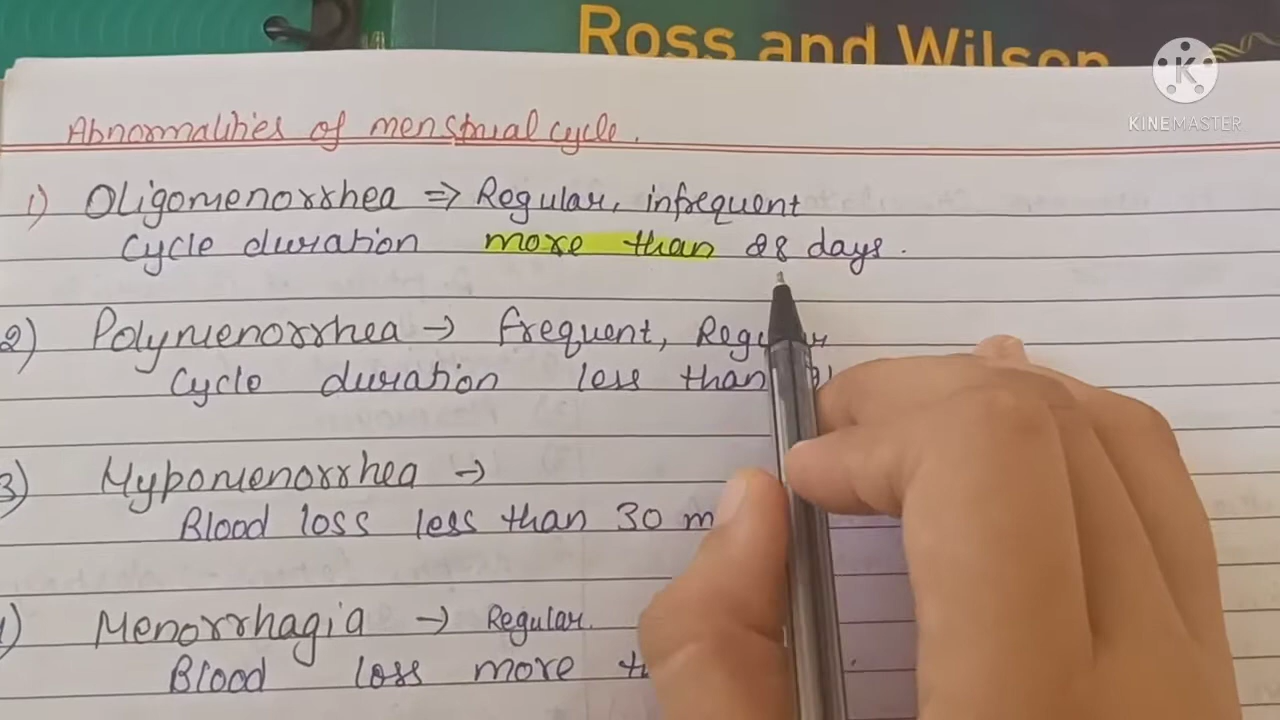 Ross and Wilson
KINEMASTER
Abnormalities of menstrual cycle.
1) Oligomenorrhea ⇒ Regular, infrequent
Cycle duration more than 28 days.
2) Polymenorrhea → frequent, Regular
Cycle duration less than
3) Hypomenorrhea →
Blood loss less than 30
Menorrhagia → Regular.
Blood loss more